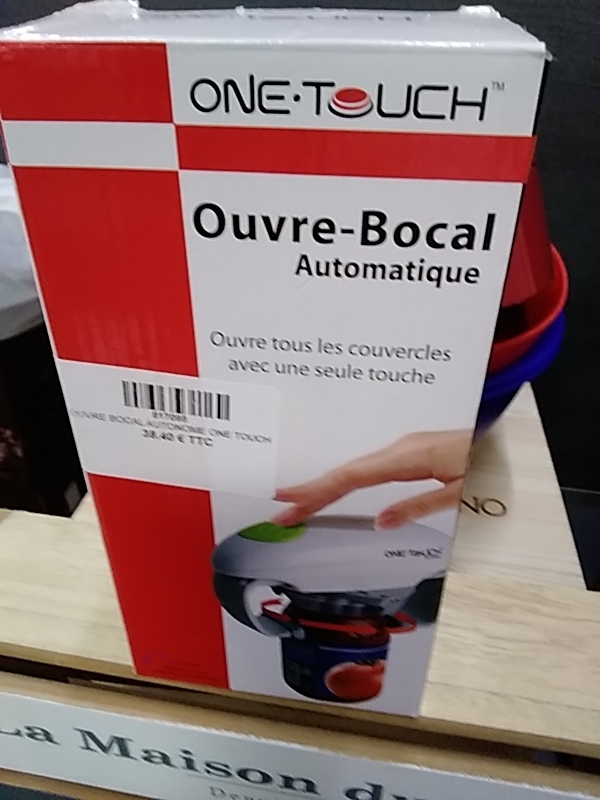 ONE•TOUCH™
Ouvre-Bocal
Automatique
Ouvre tous les couvercles
avec une seule touche
OUVRE BOCAL AUTONOME ONE TOUCH
38.40 € TTC
ONE•TOUCH
NO
La Maison du